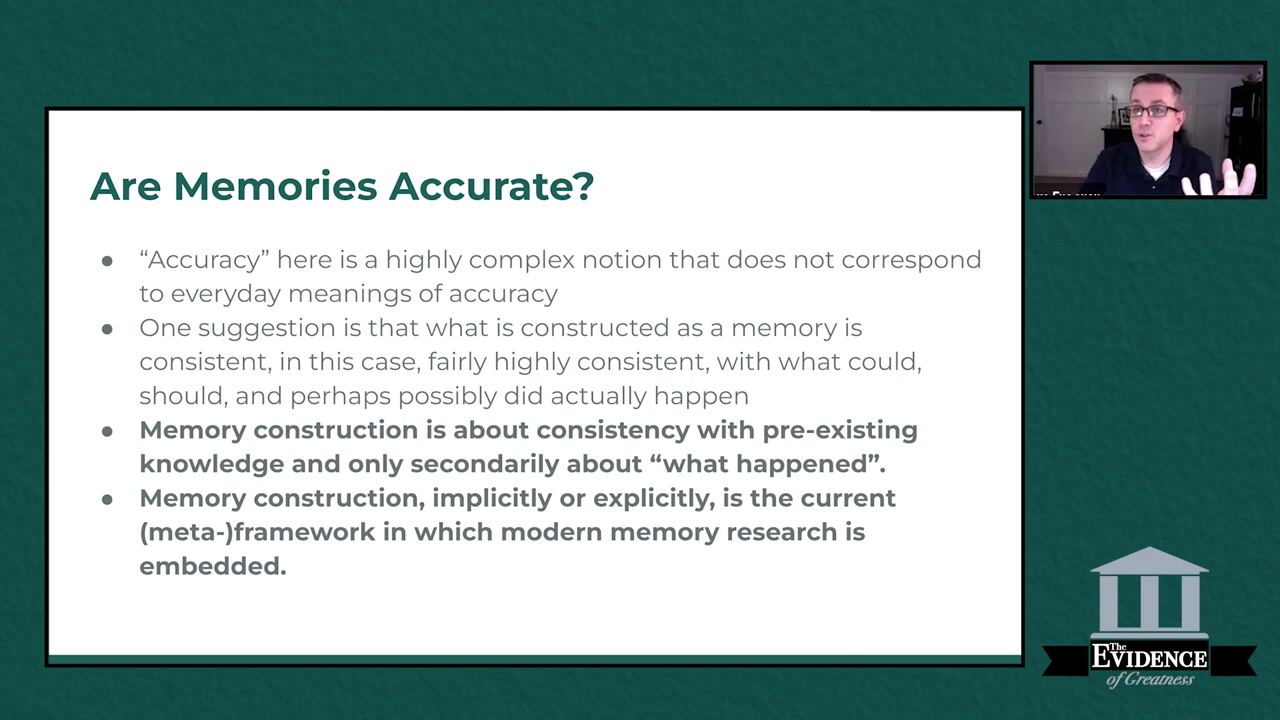 Are Memories Accurate?
● “Accuracy” here is a highly complex notion that does not correspond
to everyday meanings of accuracy
● One suggestion is that what is constructed as a memory is
consistent, in this case, fairly highly consistent, with what could,
should, and perhaps possibly did actually happen
● Memory construction is about consistency with pre-existing
knowledge and only secondarily about “what happened”.
● Memory construction, implicitly or explicitly, is the current
(meta-)framework in which modern memory research is
embedded.
The
EVIDENCE
of Greatness